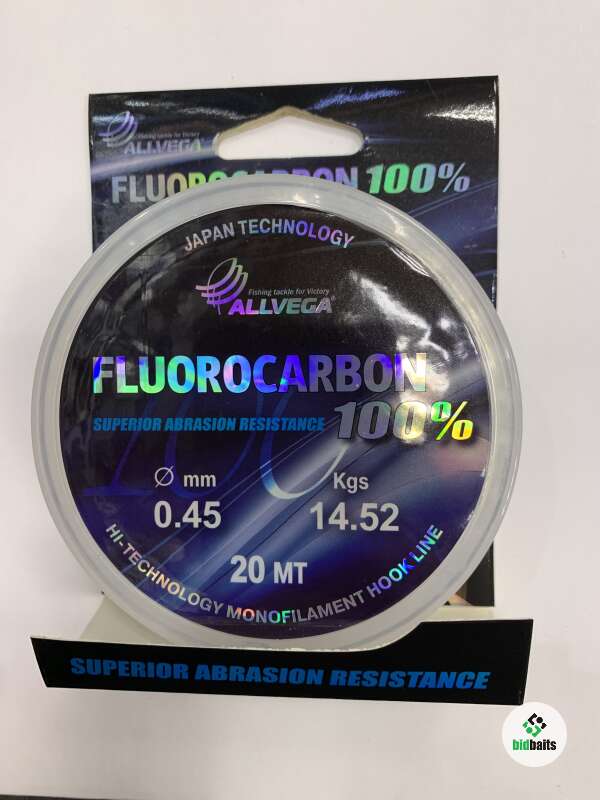 Fishing tackle for Victory
ALLVEGA®
FLUOROCARBON 100%
JAPAN TECHNOLOGY
Fishing tackle for Victory
ALLVEGA®
FLUOROCARBON
SUPERIOR ABRASION RESISTANCE 100%
100
Ø mm Kgs
0.45 14.52
20 MT
HI-TECHNOLOGY MONOFILAMENT HOOK LINE
SUPERIOR ABRASION RESISTANCE
bidbaits